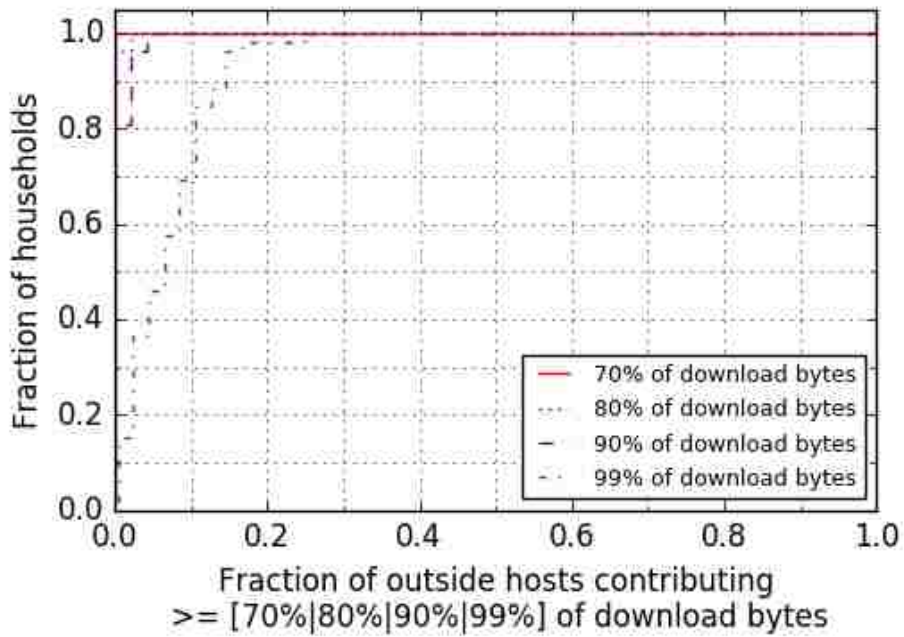 1.0
0.8
0.6
0.4
0.2
0.0
Fraction of households
70% of download bytes
80% of download bytes
90% of download bytes
99% of download bytes
0.0 0.2 0.4 0.6 0.8 1.0
Fraction of outside hosts contributing
>= [70%|80%|90%|99%] of download bytes